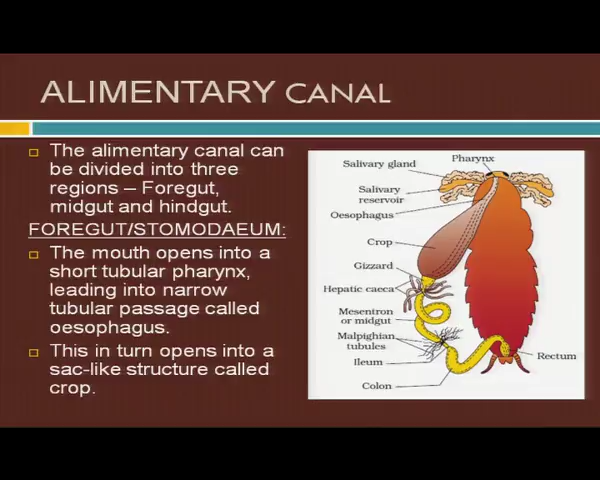 ALIMENTARY CANAL
The alimentary canal can
be divided into three
regions – Foregut,
midgut and hindgut.
FOREGUT/STOMODAEUM:
The mouth opens into a
short tubular pharynx,
leading into narrow
tubular passage called
oesophagus.
This in turn opens into a
sac-like structure called
crop.
Pharynx
Salivary gland
Salivary
reservoir
Oesophagus
Crop
Gizzard
Hepatic caeca
Mesentron
or midgut
Malpighian
tubules
Ileum
Rectum
Colon